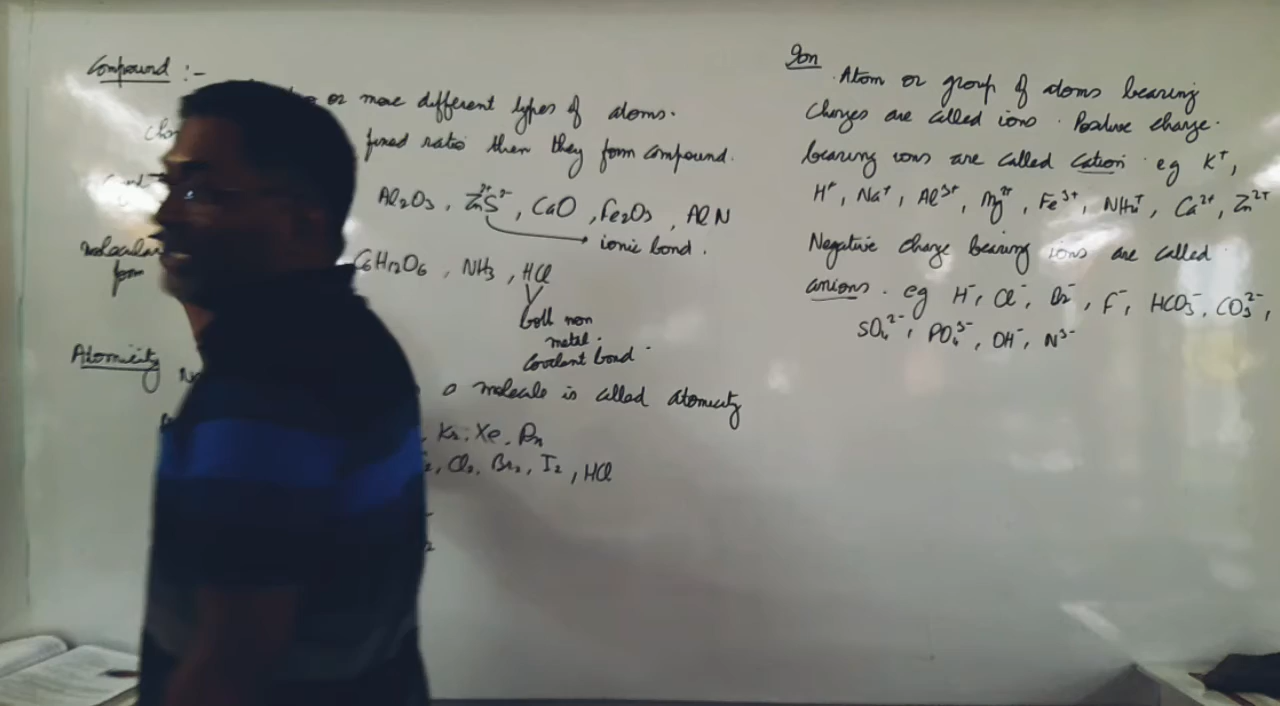 Compound :-
or more different types of atoms.
fixed ratio then they form compound.
Al₂O₃, Zn²⁺S²⁻, CaO, Fe₂O₃, AlN
ionic bond.
molecular
form
C₆H₁₂O₆, NH₃, HCl
both non
metal.
Covalent bond.
Atomicity
a molecule is called atomicity
, Kr, Xe, Rn
, Cl₂, Br₂, I₂, HCl
Ion
Atom or group of atoms bearing
charges are called ions. Positive charge
bearing ions are called Cation eg K⁺,
H⁺, Na⁺, Al³⁺, Mg²⁺, Fe³⁺, NH₄⁺, Ca²⁺, Zn²⁺
Negative charge bearing ions are called
anions. eg H⁻, Cl⁻, Br⁻, F⁻, HCO₃⁻, CO₃²⁻,
SO₄²⁻, PO₄³⁻, OH⁻, N³⁻